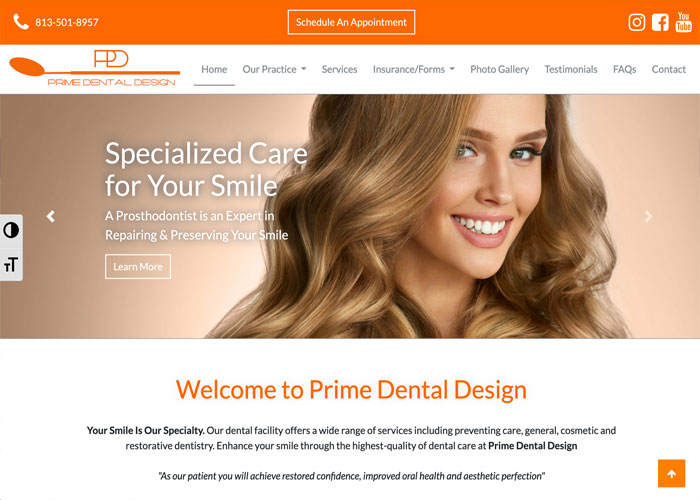 813-501-8957
Schedule An Appointment
You
Tube
PDD
PRIME DENTAL DESIGN
Home
Our Practice
Services
Insurance/Forms
Photo Gallery
Testimonials
FAQs
Contact
Specialized Care
for Your Smile
A Prosthodontist is an Expert in
Repairing & Preserving Your Smile
Learn More
TT
Welcome to Prime Dental Design
Your Smile Is Our Specialty. Our dental facility offers a wide range of services including preventing care, general, cosmetic and
restorative dentistry. Enhance your smile through the highest-quality of dental care at Prime Dental Design
"As our patient you will achieve restored confidence, improved oral health and aesthetic perfection"